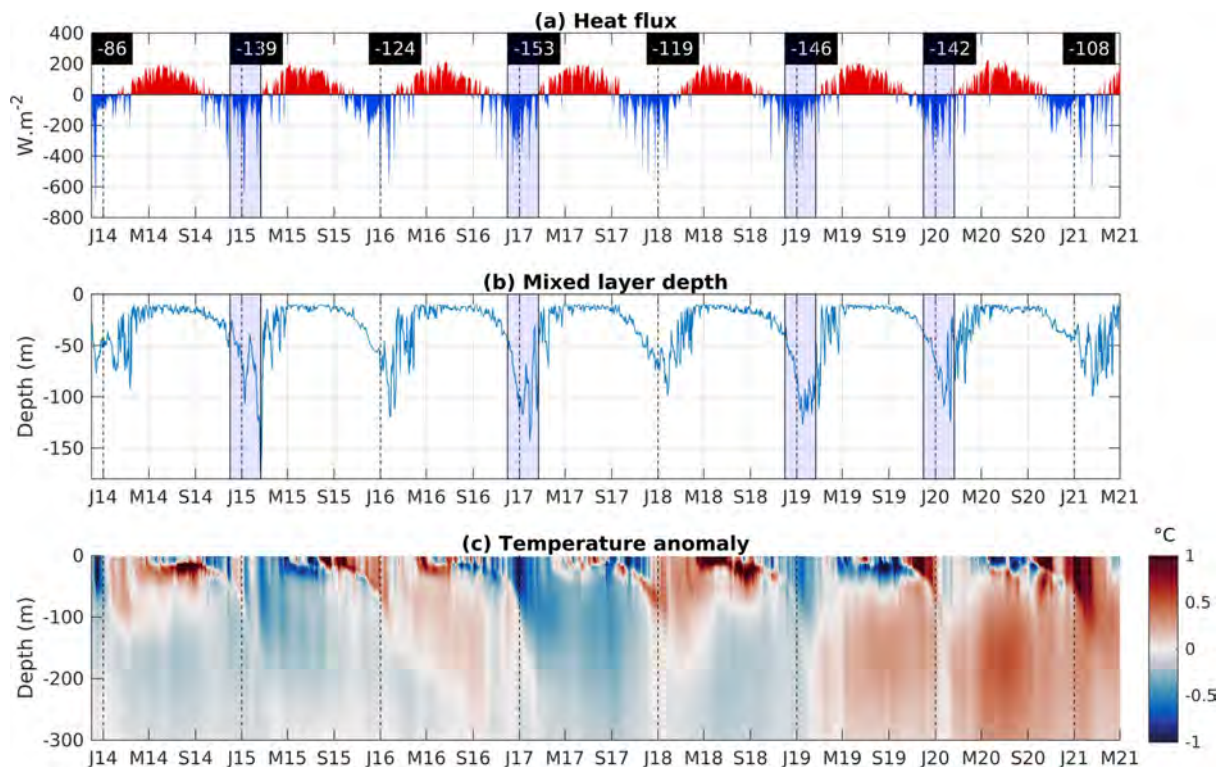 (a) Heat flux
400
200
0
-200
-400
-600
-800
W.m-2
-86 -139 -124 -153 -119 -146 -142 -108
J14 M14 S14 J15 M15 S15 J16 M16 S16 J17 M17 S17 J18 M18 S18 J19 M19 S19 J20 M20 S20 J21 M21
(b) Mixed layer depth
0
-50
-100
-150
Depth (m)
J14 M14 S14 J15 M15 S15 J16 M16 S16 J17 M17 S17 J18 M18 S18 J19 M19 S19 J20 M20 S20 J21 M21
(c) Temperature anomaly
0
-100
-200
-300
Depth (m)
J14 M14 S14 J15 M15 S15 J16 M16 S16 J17 M17 S17 J18 M18 S18 J19 M19 S19 J20 M20 S20 J21 M21
°C
1
0.5
0
-0.5
-1